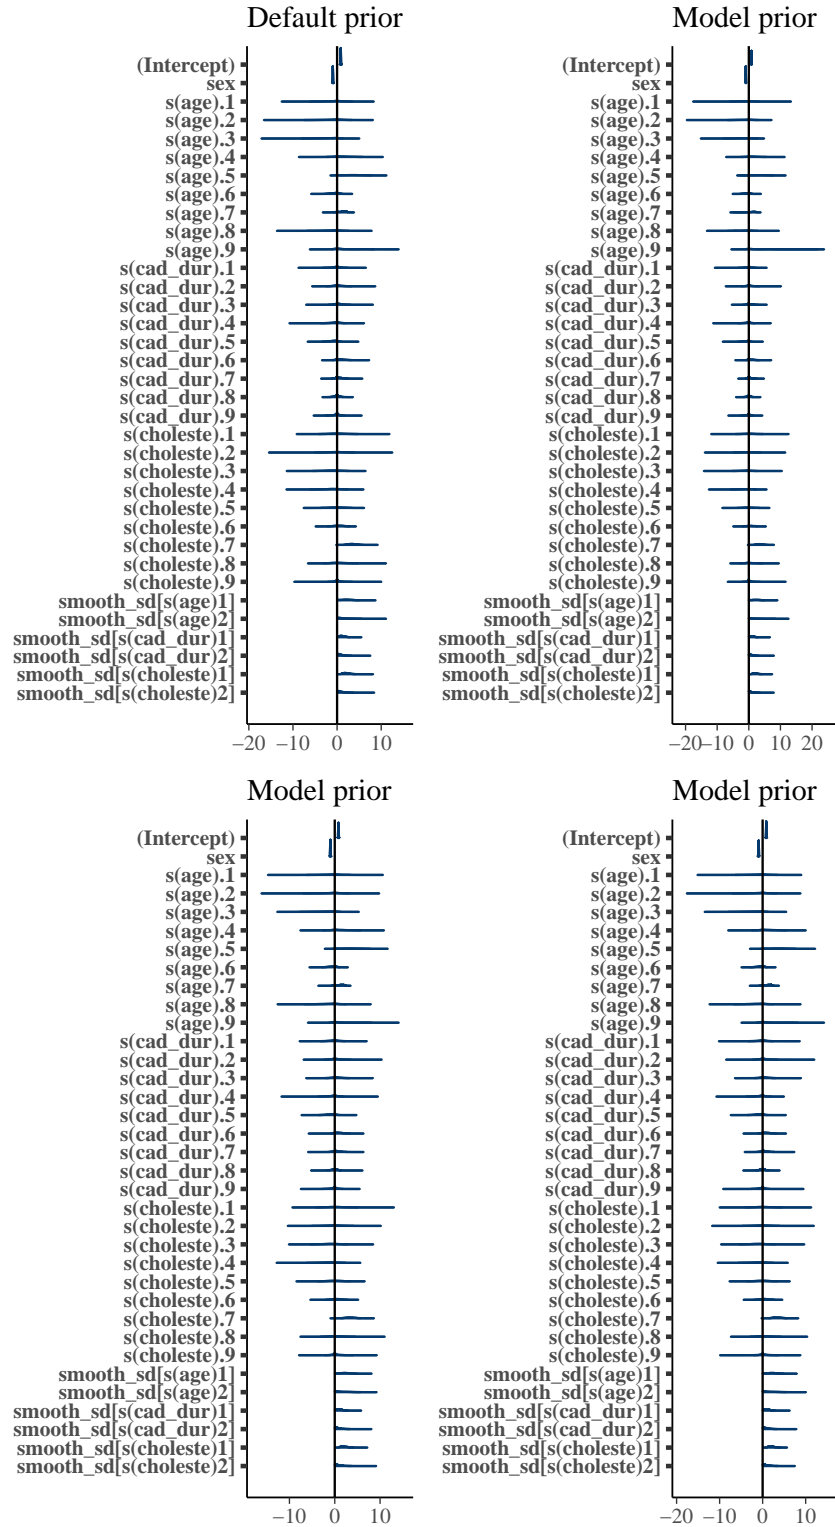 Default prior
(Intercept)
sex
s(age).1
s(age).2
s(age).3
s(age).4
s(age).5
s(age).6
s(age).7
s(age).8
s(age).9
s(cad_dur).1
s(cad_dur).2
s(cad_dur).3
s(cad_dur).4
s(cad_dur).5
s(cad_dur).6
s(cad_dur).7
s(cad_dur).8
s(cad_dur).9
s(choleste).1
s(choleste).2
s(choleste).3
s(choleste).4
s(choleste).5
s(choleste).6
s(choleste).7
s(choleste).8
s(choleste).9
smooth_sd[s(age)1]
smooth_sd[s(age)2]
smooth_sd[s(cad_dur)1]
smooth_sd[s(cad_dur)2]
smooth_sd[s(choleste)1]
smooth_sd[s(choleste)2]
−20 −10 0 10
Model prior
(Intercept)
sex
s(age).1
s(age).2
s(age).3
s(age).4
s(age).5
s(age).6
s(age).7
s(age).8
s(age).9
s(cad_dur).1
s(cad_dur).2
s(cad_dur).3
s(cad_dur).4
s(cad_dur).5
s(cad_dur).6
s(cad_dur).7
s(cad_dur).8
s(cad_dur).9
s(choleste).1
s(choleste).2
s(choleste).3
s(choleste).4
s(choleste).5
s(choleste).6
s(choleste).7
s(choleste).8
s(choleste).9
smooth_sd[s(age)1]
smooth_sd[s(age)2]
smooth_sd[s(cad_dur)1]
smooth_sd[s(cad_dur)2]
smooth_sd[s(choleste)1]
smooth_sd[s(choleste)2]
−20 −10 0 10 20
Model prior
(Intercept)
sex
s(age).1
s(age).2
s(age).3
s(age).4
s(age).5
s(age).6
s(age).7
s(age).8
s(age).9
s(cad_dur).1
s(cad_dur).2
s(cad_dur).3
s(cad_dur).4
s(cad_dur).5
s(cad_dur).6
s(cad_dur).7
s(cad_dur).8
s(cad_dur).9
s(choleste).1
s(choleste).2
s(choleste).3
s(choleste).4
s(choleste).5
s(choleste).6
s(choleste).7
s(choleste).8
s(choleste).9
smooth_sd[s(age)1]
smooth_sd[s(age)2]
smooth_sd[s(cad_dur)1]
smooth_sd[s(cad_dur)2]
smooth_sd[s(choleste)1]
smooth_sd[s(choleste)2]
−10 0 10
Model prior
(Intercept)
sex
s(age).1
s(age).2
s(age).3
s(age).4
s(age).5
s(age).6
s(age).7
s(age).8
s(age).9
s(cad_dur).1
s(cad_dur).2
s(cad_dur).3
s(cad_dur).4
s(cad_dur).5
s(cad_dur).6
s(cad_dur).7
s(cad_dur).8
s(cad_dur).9
s(choleste).1
s(choleste).2
s(choleste).3
s(choleste).4
s(choleste).5
s(choleste).6
s(choleste).7
s(choleste).8
s(choleste).9
smooth_sd[s(age)1]
smooth_sd[s(age)2]
smooth_sd[s(cad_dur)1]
smooth_sd[s(cad_dur)2]
smooth_sd[s(choleste)1]
smooth_sd[s(choleste)2]
−20 −10 0 10